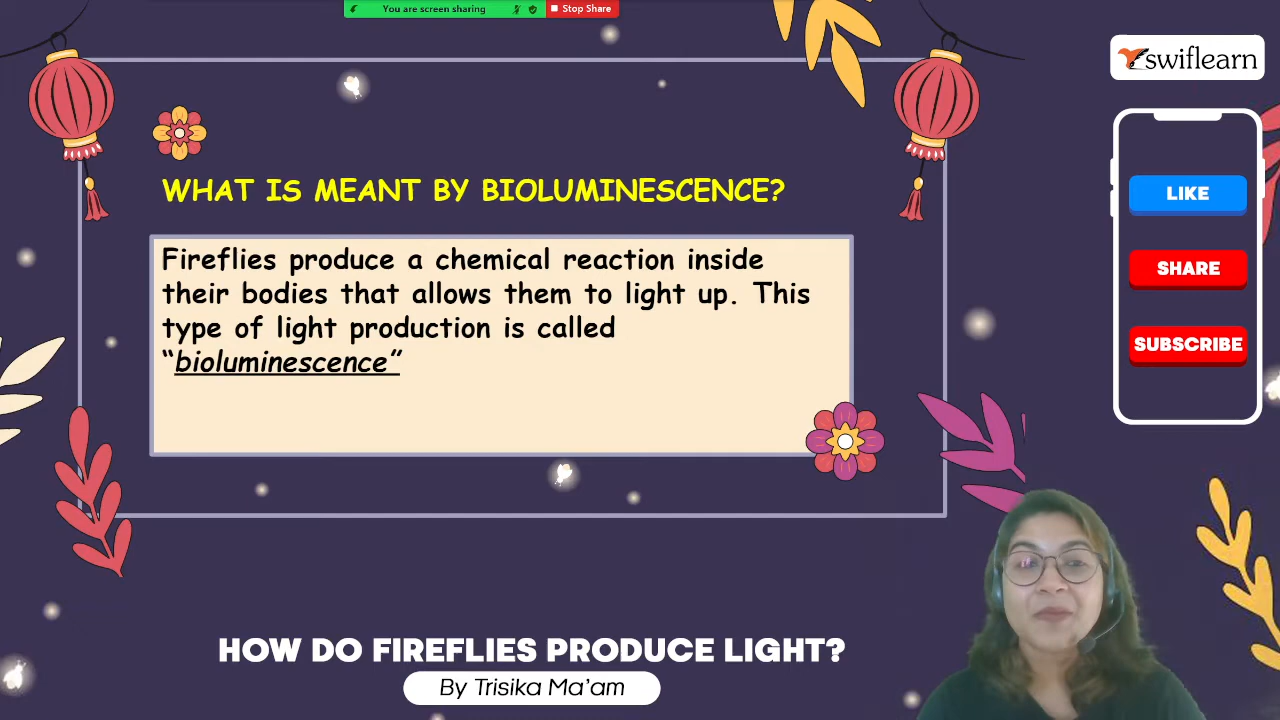 You are screen sharing
Stop Share
swiflearn
WHAT IS MEANT BY BIOLUMINESCENCE?
LIKE
Fireflies produce a chemical reaction inside
their bodies that allows them to light up. This
type of light production is called
“bioluminescence”
SHARE
SUBSCRIBE
HOW DO FIREFLIES PRODUCE LIGHT?
By Trisika Ma'am